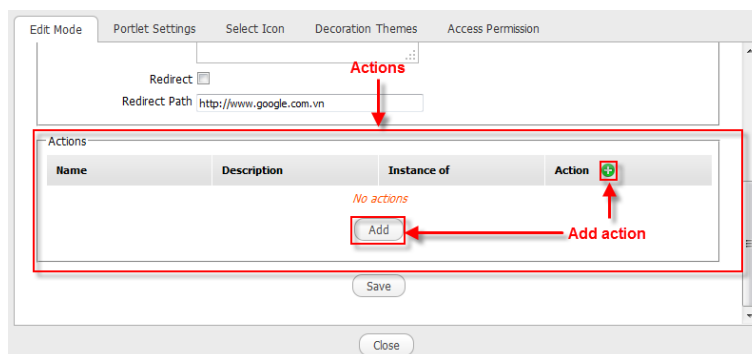 Edit Mode Portlet Settings Select Icon Decoration Themes Access Permission
Actions
Redirect
Redirect Path http://www.google.com.vn
Actions
Name Description Instance of Action
No actions
Add Add action
Save
Close